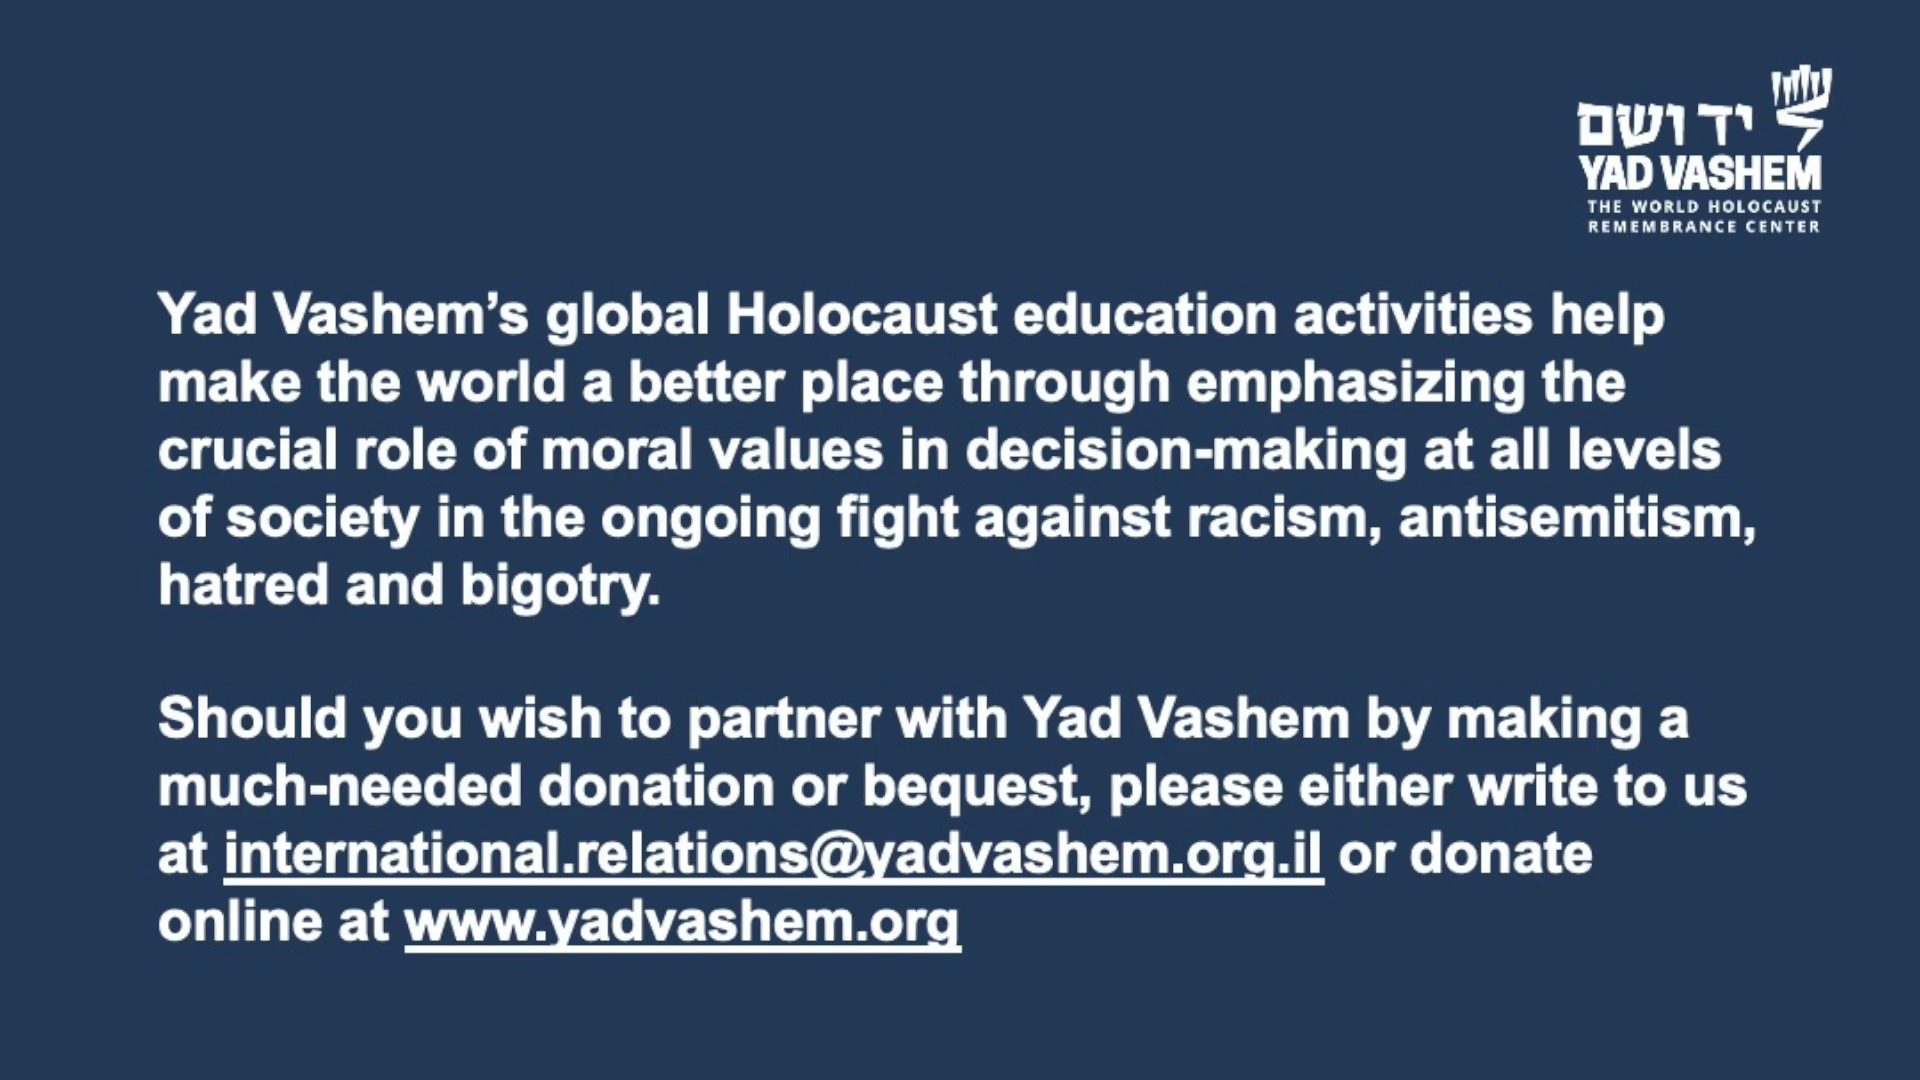 יד ושם
YAD VASHEM
THE WORLD HOLOCAUST
REMEMBRANCE CENTER
Yad Vashem’s global Holocaust education activities help
make the world a better place through emphasizing the
crucial role of moral values in decision-making at all levels
of society in the ongoing fight against racism, antisemitism,
hatred and bigotry.
Should you wish to partner with Yad Vashem by making a
much-needed donation or bequest, please either write to us
at international.relations@yadvashem.org.il or donate
online at www.yadvashem.org